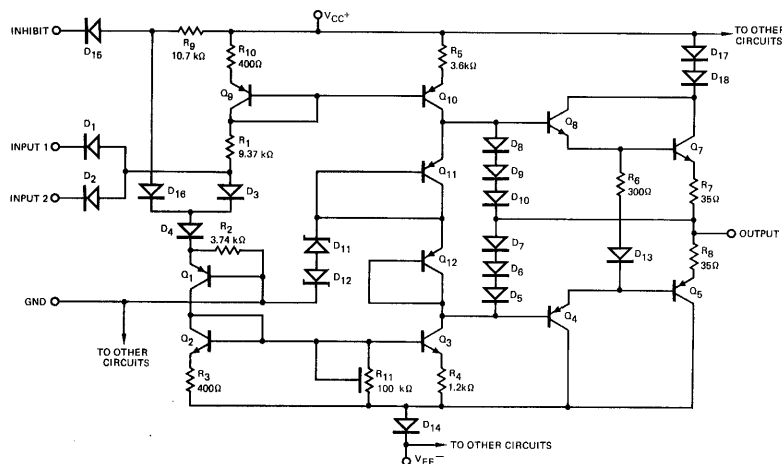 VCC+
TO OTHER
CIRCUITS
INHIBIT
D15
R9
10.7 kΩ
R10
400Ω
R5
3.6kΩ
D17
D18
Q9
Q10
Q8
D1
INPUT 1
R1
9.37 kΩ
D8
Q7
Q11
D9
R6
300Ω
D2
INPUT 2
D16
D3
D10
R7
35Ω
D4
R2
3.74 kΩ
OUTPUT
D11
D7
R8
35Ω
Q1
D12
Q12
D6
D13
GND
D5
Q5
Q4
TO OTHER
CIRCUITS
Q2
Q3
R3
400Ω
R11
100 kΩ
R4
1.2kΩ
D14
TO OTHER CIRCUITS
VEE−